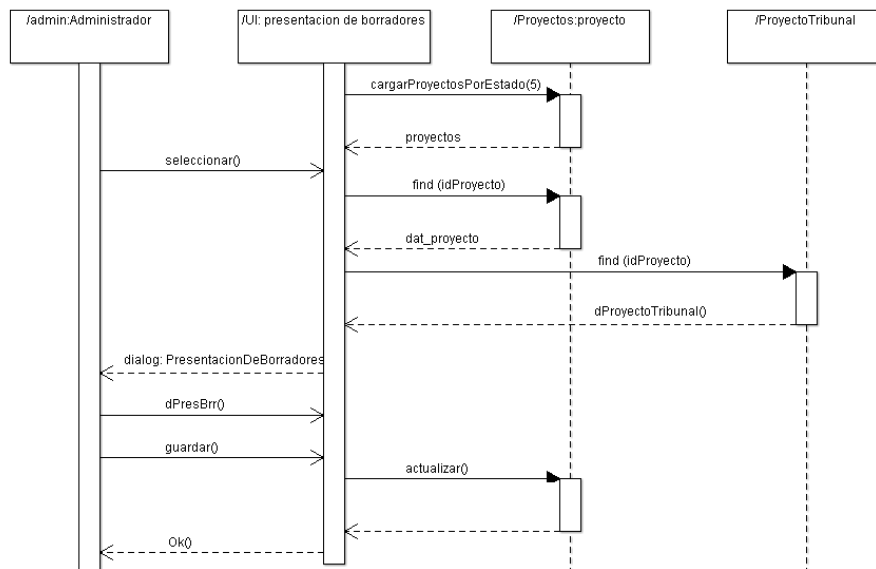 /admin:Administrador
/UI: presentacion de borradores
/Proyectos:proyecto
/ProyectoTribunal
cargarProyectosPorEstado(5)
proyectos
seleccionar()
find (idProyecto)
dat_proyecto
find (idProyecto)
dProyectoTribunal()
dialog: PresentacionDeBorradores
dPresBrr()
guardar()
actualizar()
Ok()